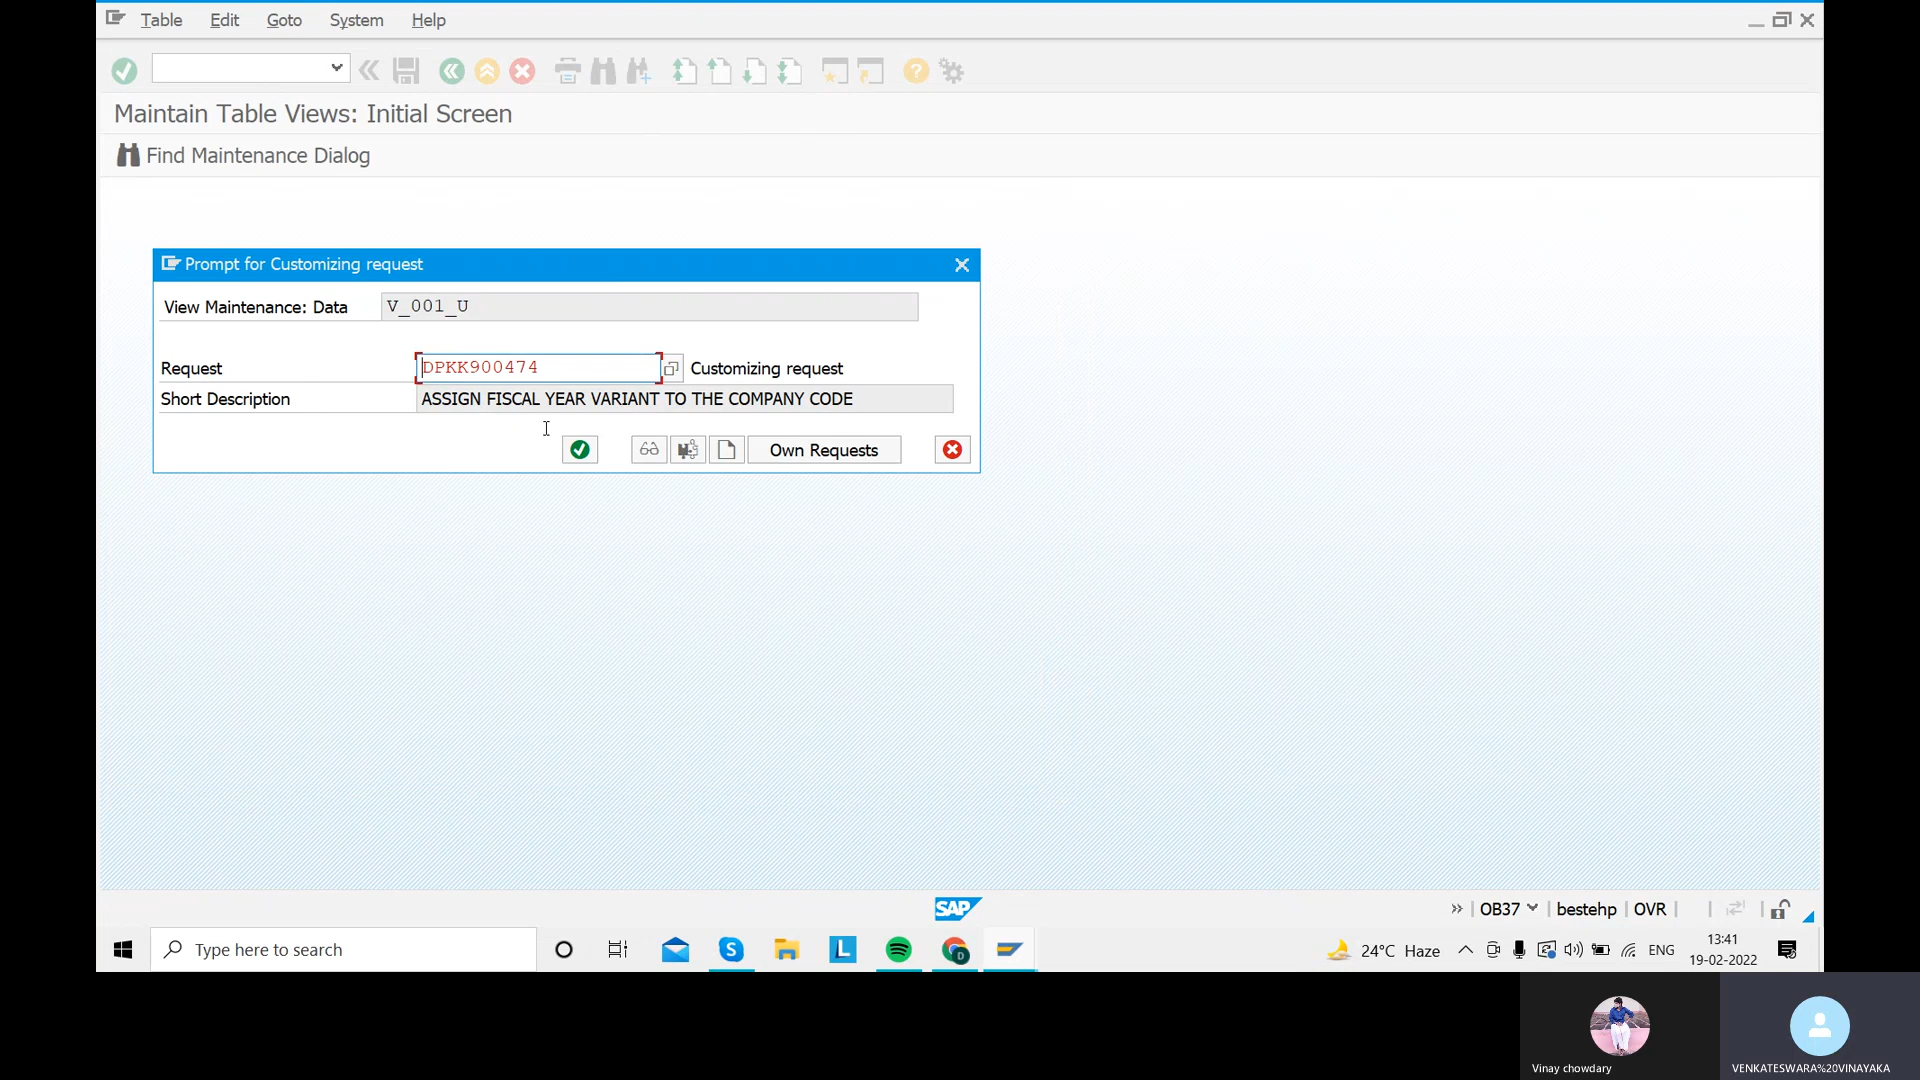 Table Edit Goto System Help
Maintain Table Views: Initial Screen
Find Maintenance Dialog
Prompt for Customizing request
View Maintenance: Data V_001_U
Request DPKK900474 Customizing request
Short Description ASSIGN FISCAL YEAR VARIANT TO THE COMPANY CODE
Own Requests
SAP
OB37 bestehp OVR
Type here to search
24°C Haze
ENG
13:41
19-02-2022
Vinay chowdary
VENKATESWARA%20VINAYAKA